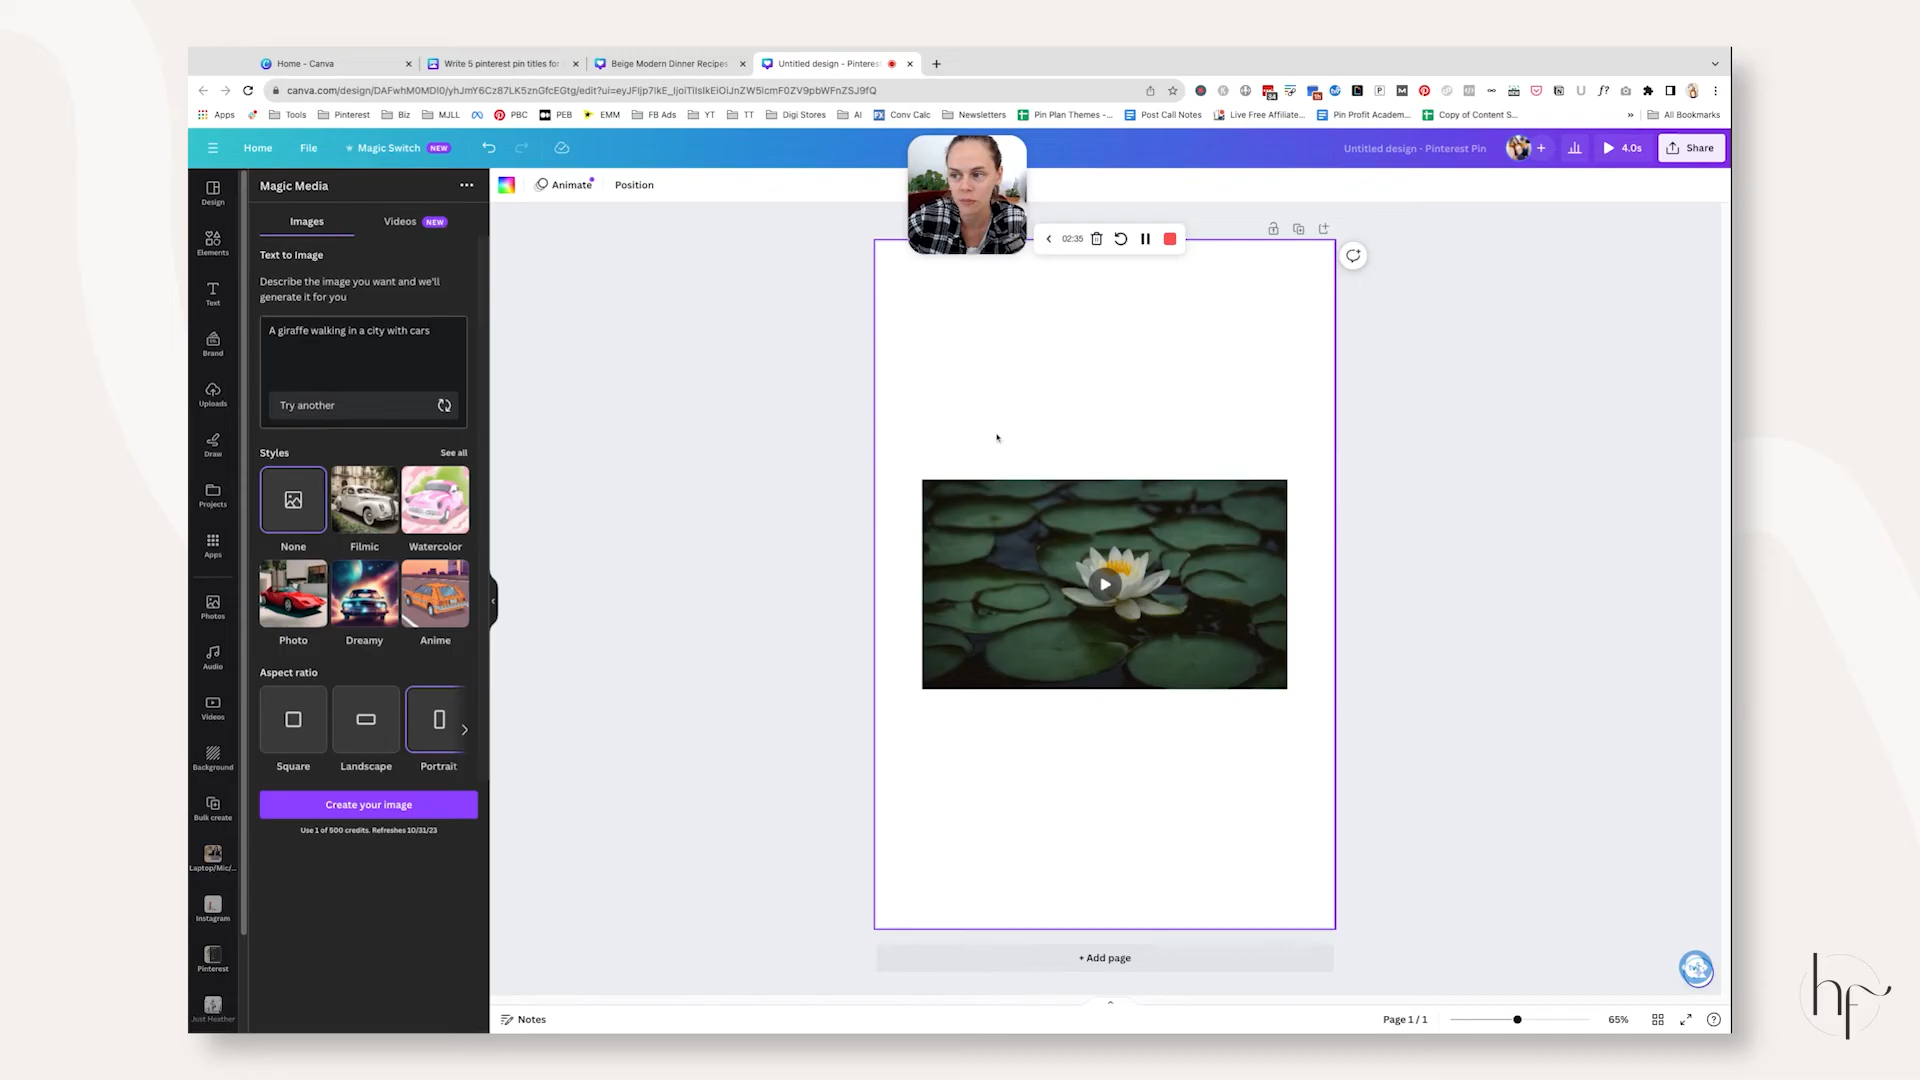 Home - Canva
Write 5 pinterest pin titles for
Beige Modern Dinner Recipes
Untitled design - Pinteres
canva.com/design/DAFwhM0MDl0/yhJmY6Cz87LK5znGfcEGtg/edit?ui=eyJFIjp7IkE_IjoiTiIsIkEiOiJnZW5lcmF0ZV9pbWFnZSJ9fQ
Apps
Tools
Pinterest
Biz
MJLL
PBC
PEB
EMM
FB Ads
YT
TT
Digi Stores
AI
Conv Calc
Newsletters
Pin Plan Themes -...
Post Call Notes
Live Free Affiliate...
Pin Profit Academ...
Copy of Content S...
All Bookmarks
Home
File
Magic Switch
NEW
Untitled design - Pinterest Pin
4.0s
Share
Design
Elements
Text
Brand
Uploads
Draw
Projects
Apps
Photos
Audio
Videos
Background
Bulk create
Laptop/Mic/...
Instagram
Pinterest
Just Heather
Magic Media
Images
Videos
NEW
Text to Image
Describe the image you want and we'll
generate it for you
A giraffe walking in a city with cars
Try another
Styles
See all
None
Filmic
Watercolor
Photo
Dreamy
Anime
Aspect ratio
Square
Landscape
Portrait
Create your image
Use 1 of 500 credits. Refreshes 10/31/23
Animate
Position
02:35
+ Add page
Notes
Page 1 / 1
65%
hf